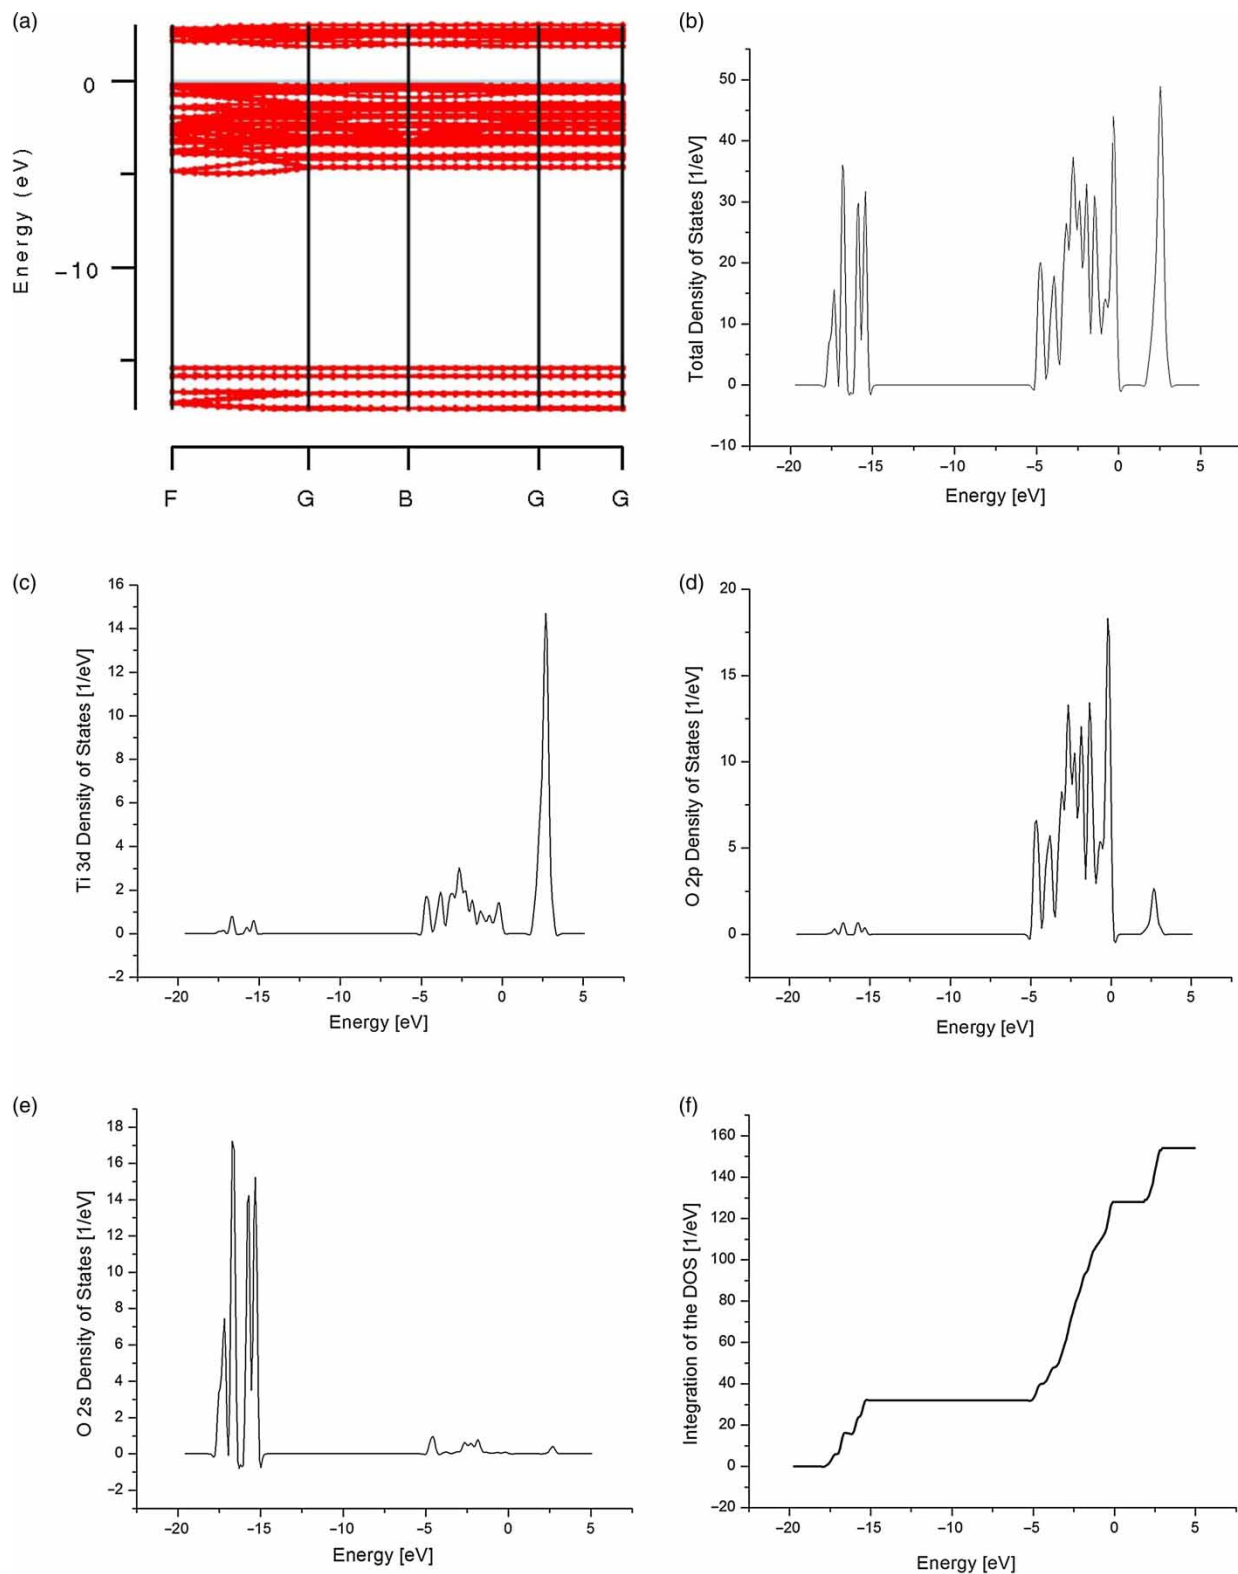 (a)
Energy (eV)
0
−10
F G B G G
(b)
Total Density of States [1/eV]
50
40
30
20
10
0
−10
−20 −15 −10 −5 0 5
Energy [eV]
(c)
Ti 3d Density of States [1/eV]
16
14
12
10
8
6
4
2
0
−2
−20 −15 −10 −5 0 5
Energy [eV]
(d)
O 2p Density of States [1/eV]
20
15
10
5
0
−20 −15 −10 −5 0 5
Energy [eV]
(e)
O 2s Density of States [1/eV]
18
16
14
12
10
8
6
4
2
0
−2
−20 −15 −10 −5 0 5
Energy [eV]
(f)
Integration of the DOS [1/eV]
160
140
120
100
80
60
40
20
0
−20
−20 −15 −10 −5 0 5
Energy [eV]